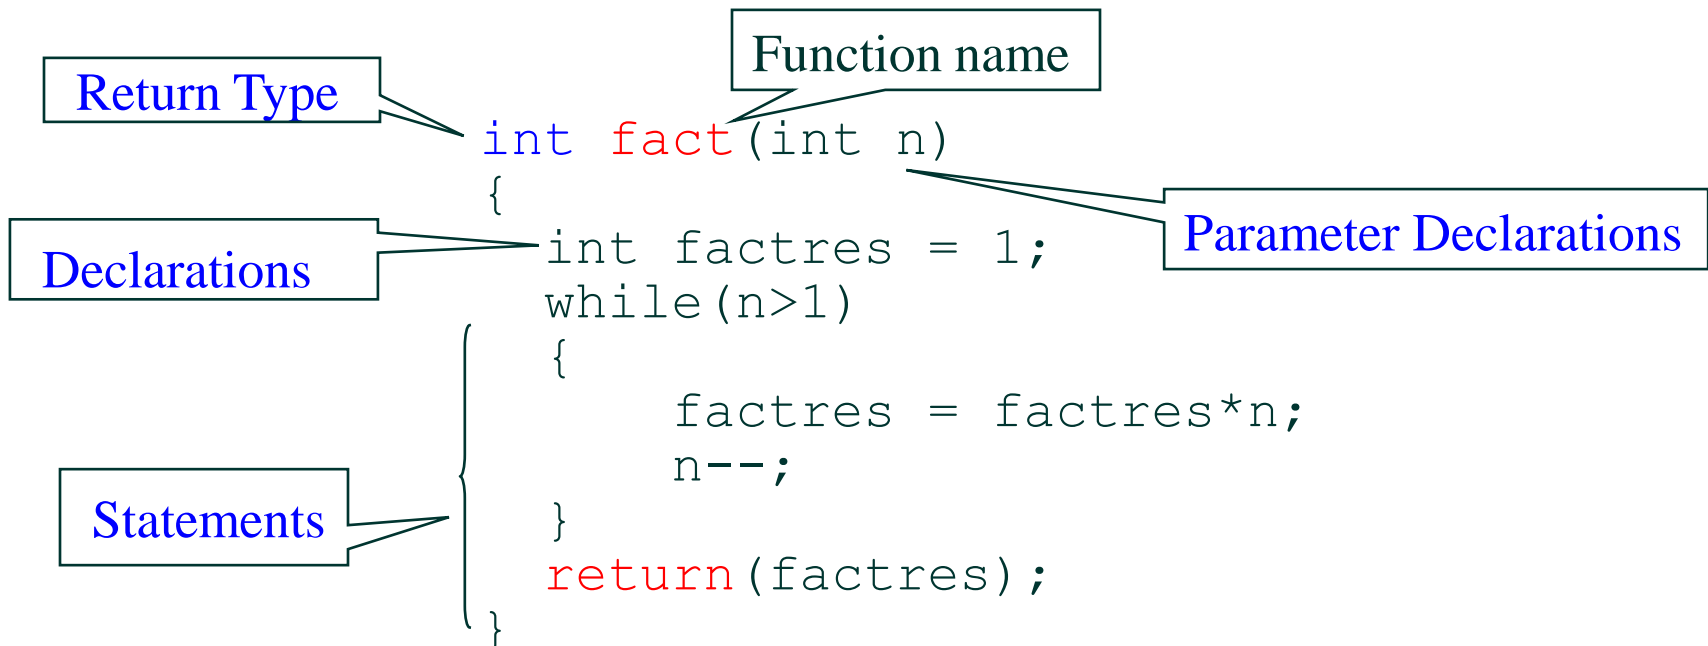 Function name
Return Type
int fact(int n)
{
Parameter Declarations
Declarations
int factres = 1;
while(n>1)
{
factres = factres*n;
n--;
Statements
}
return(factres);
}